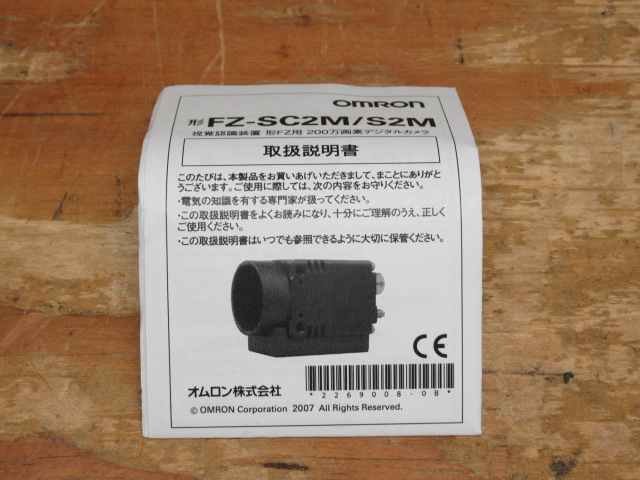 OMRON
形 FZ-SC2M/S2M
視覚認識装置 形FZ用 200万画素デジタルカメラ
取扱説明書
このたびは、本製品をお買いあげいただきまして、まことにありがと
うございます。ご使用に際しては、次の内容をお守りください。
・電気の知識を有する専門家が扱ってください。
・この取扱説明書をよくお読みになり、十分にご理解のうえ、正しく
ご使用ください。
・この取扱説明書はいつでも参照できるように大切に保管ください。
CE
オムロン株式会社
*2269008-0B*
© OMRON Corporation 2007 All Rights Reserved.